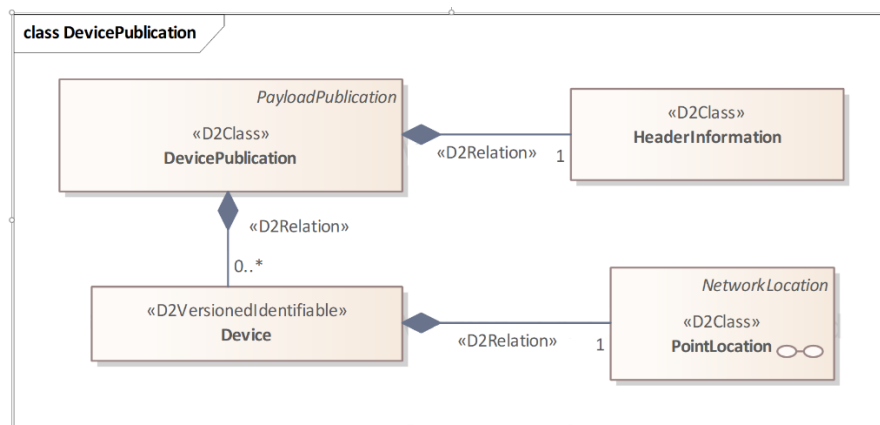 class DevicePublication
PayloadPublication
«D2Class»
DevicePublication
«D2Relation»
1
«D2Class»
HeaderInformation
«D2Relation»
0..*
«D2VersionedIdentifiable»
Device
«D2Relation»
1
NetworkLocation
«D2Class»
PointLocation